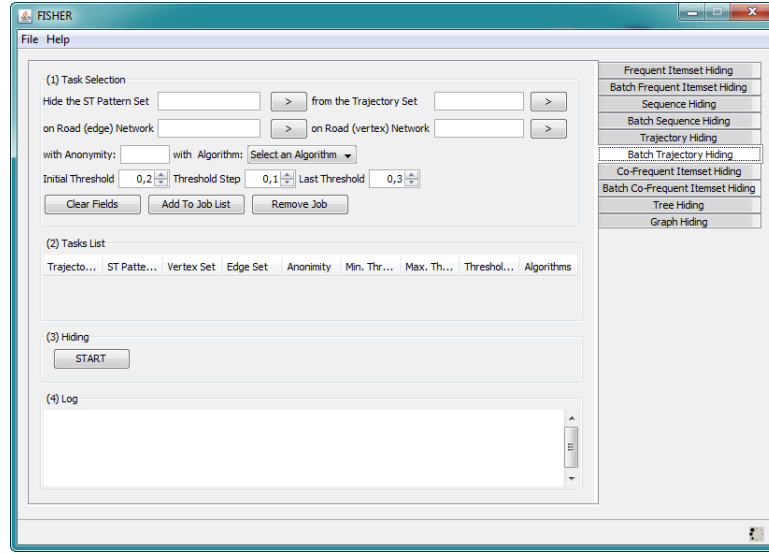 FISHER
File Help
(1) Task Selection
Hide the ST Pattern Set > from the Trajectory Set >
on Road (edge) Network > on Road (vertex) Network >
with Anonymity: with Algorithm: Select an Algorithm
Initial Threshold 0,2 Threshold Step 0,1 Last Threshold 0,3
Clear Fields Add To Job List Remove Job
(2) Tasks List
Trajecto... ST Patte... Vertex Set Edge Set Anonimity Min. Thr... Max. Th... Threshol... Algorithms
(3) Hiding
START
(4) Log
Frequent Itemset Hiding
Batch Frequent Itemset Hiding
Sequence Hiding
Batch Sequence Hiding
Trajectory Hiding
Batch Trajectory Hiding
Co-Frequent Itemset Hiding
Batch Co-Frequent Itemset Hiding
Tree Hiding
Graph Hiding